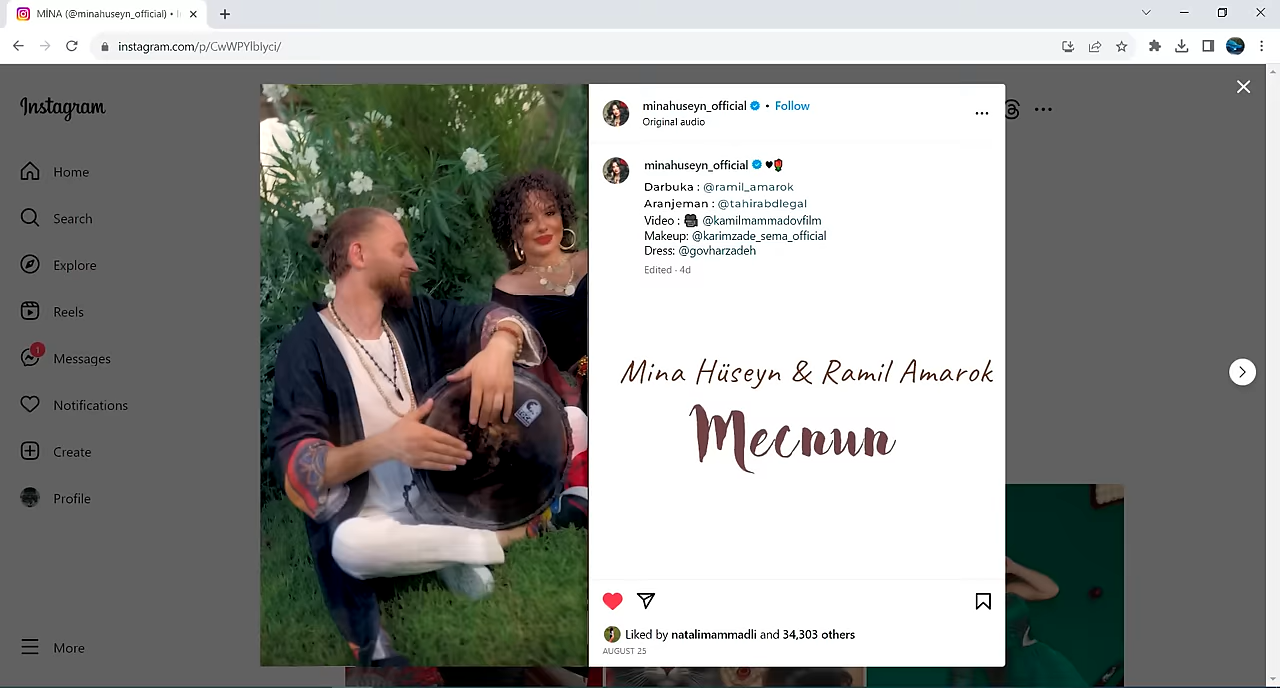 MİNA (@minahuseyn_official) • I
instagram.com/p/CwWPYlblyci/
Instagram
Home
Search
Explore
Reels
1
Messages
Notifications
Create
Profile
More
minahuseyn_official • Follow
Original audio
minahuseyn_official ♥🌹
Darbuka : @ramil_amarok
Aranjeman : @tahirabdlegal
Video : 🎥 @kamilmammadovfilm
Makeup: @karimzade_sema_official
Dress: @govharzadeh
Edited · 4d
Mina Hüseyn & Ramil Amarok
Mecnun
Liked by natalimammadli and 34,303 others
AUGUST 25